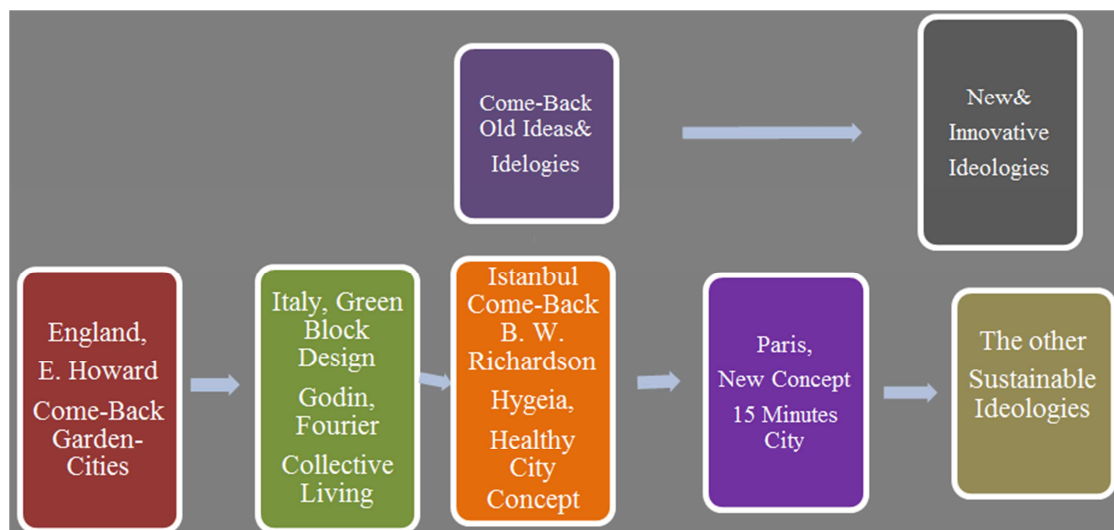 Come-Back
Old Ideas&
Idelogies
New&
Innovative
Ideologies
England,
E. Howard
Come-Back
Garden-
Cities
Italy, Green
Block
Design
Godin,
Fourier
Collective
Living
Istanbul
Come-Back
B. W.
Richardson
Hygeia,
Healthy
City
Concept
Paris,
New Concept
15 Minutes
City
The other
Sustainable
Ideologies